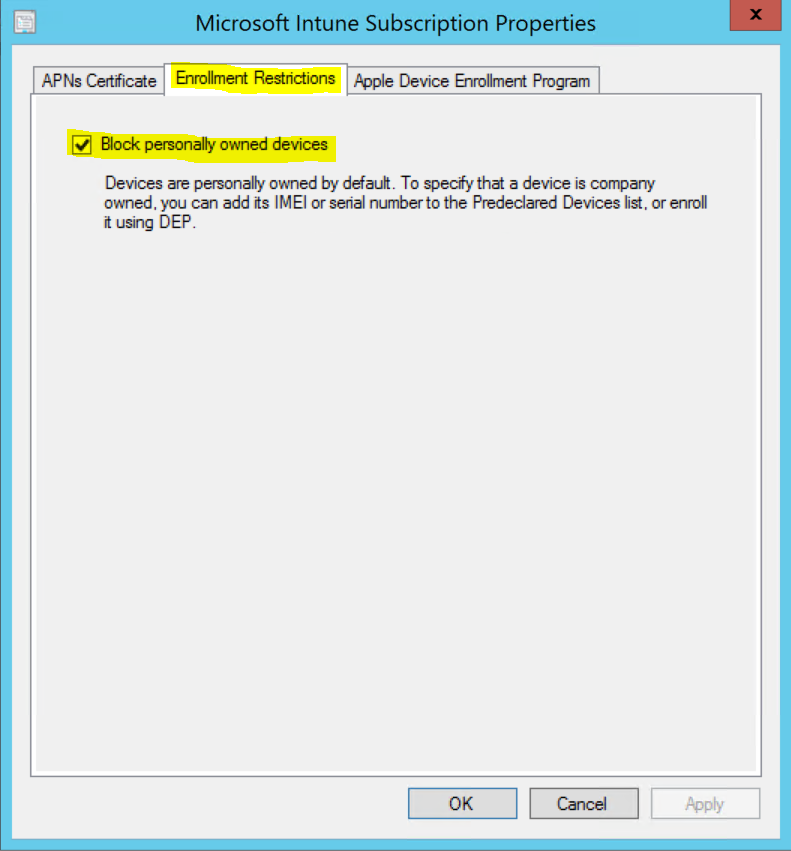 Microsoft Intune Subscription Properties
x
APNs Certificate
Enrollment Restrictions
Apple Device Enrollment Program
Block personally owned devices
Devices are personally owned by default. To specify that a device is company
owned, you can add its IMEI or serial number to the Predeclared Devices list, or enroll
it using DEP.
OK
Cancel
Apply